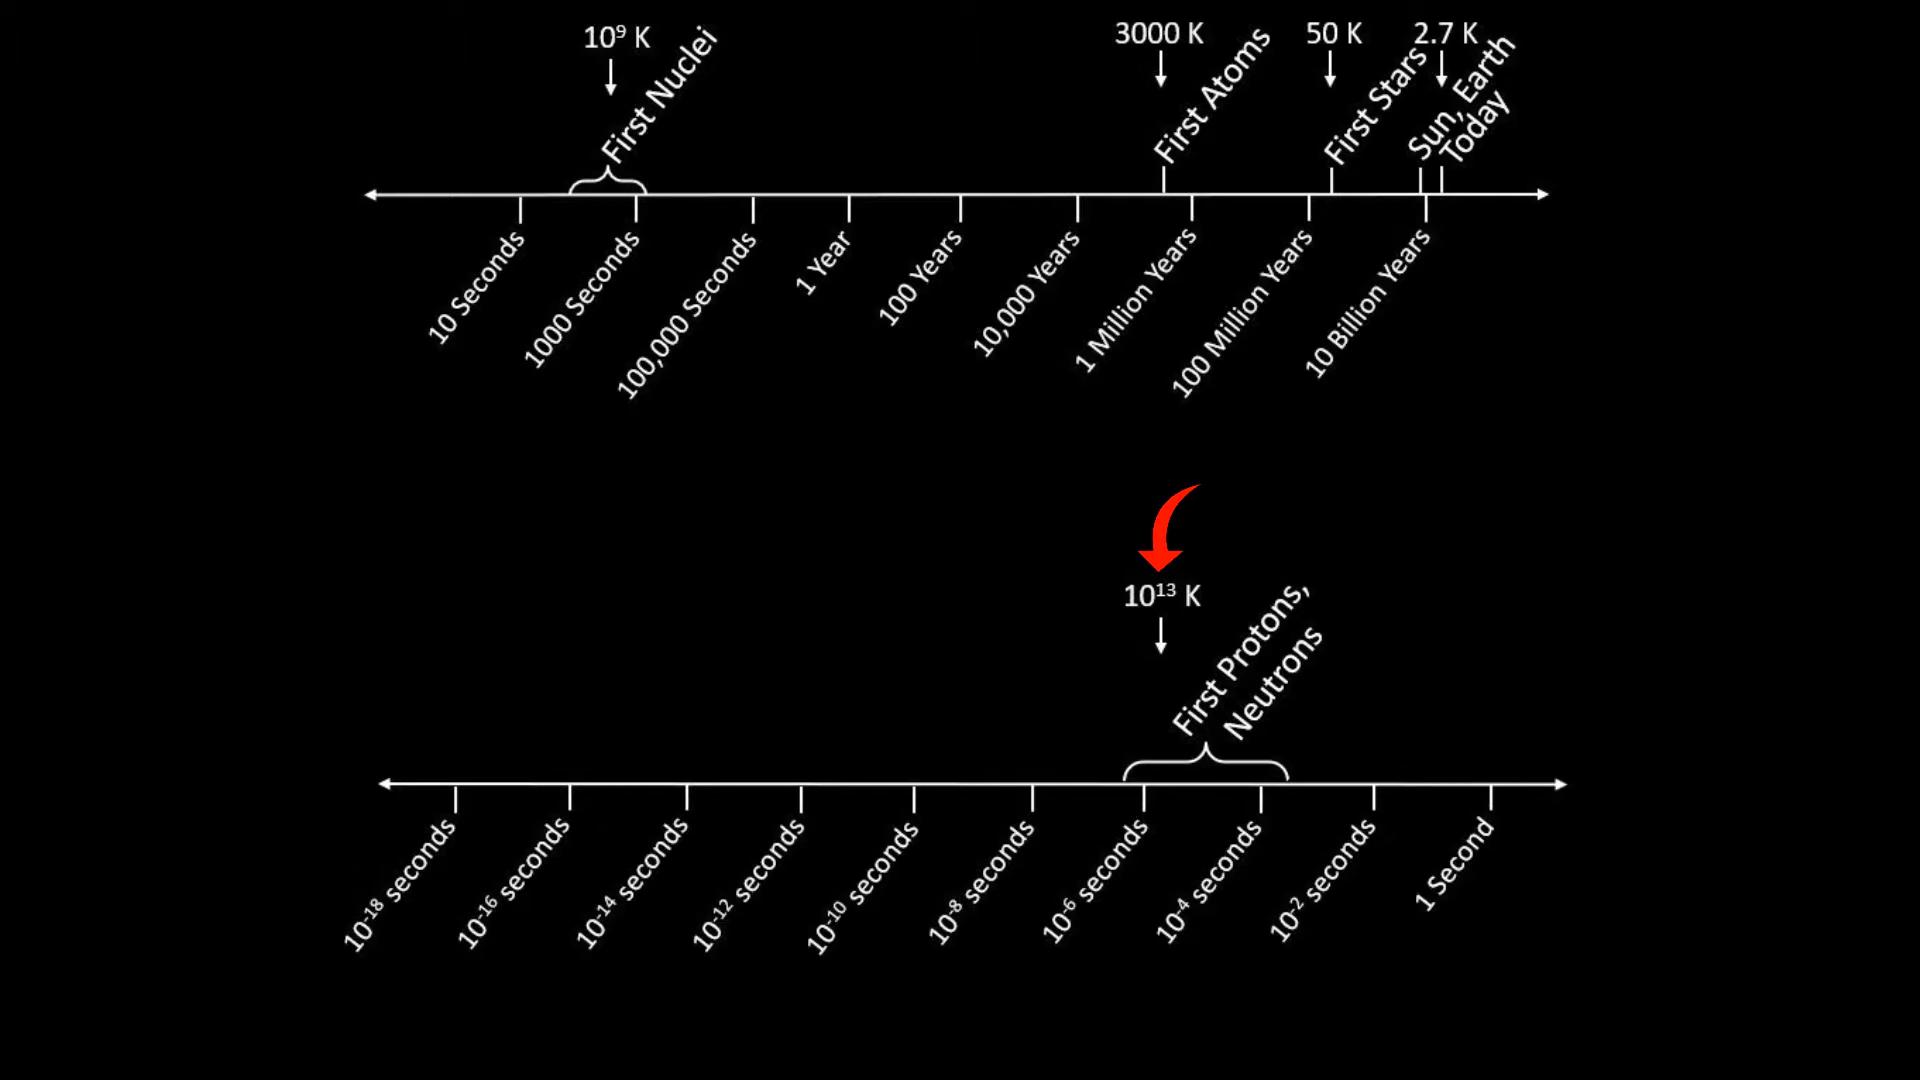 10⁹ K
3000 K
50 K
2.7 K
First Nuclei
First Atoms
First Stars
Sun, Earth
Today
10 Seconds
1000 Seconds
100,000 Seconds
1 Year
100 Years
10,000 Years
1 Million Years
100 Million Years
10 Billion Years
10¹³ K
First Protons,
Neutrons
10⁻¹⁸ seconds
10⁻¹⁶ seconds
10⁻¹⁴ seconds
10⁻¹² seconds
10⁻¹⁰ seconds
10⁻⁸ seconds
10⁻⁶ seconds
10⁻⁴ seconds
10⁻² seconds
1 Second